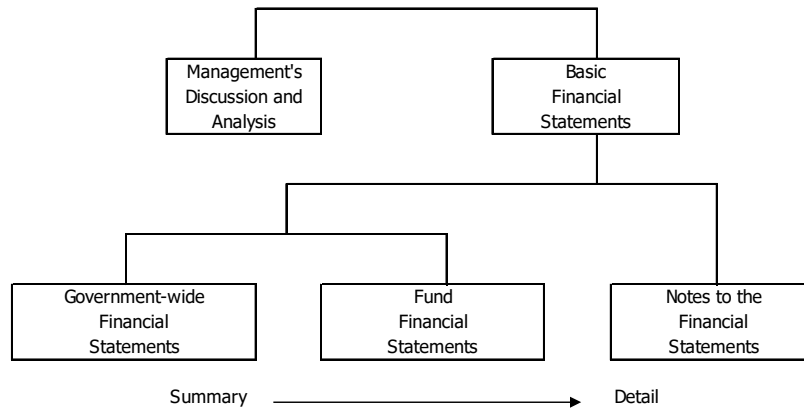 Management's
Discussion and
Analysis
Basic
Financial
Statements
Government-wide
Financial
Statements
Fund
Financial
Statements
Notes to the
Financial
Statements
Summary
Detail